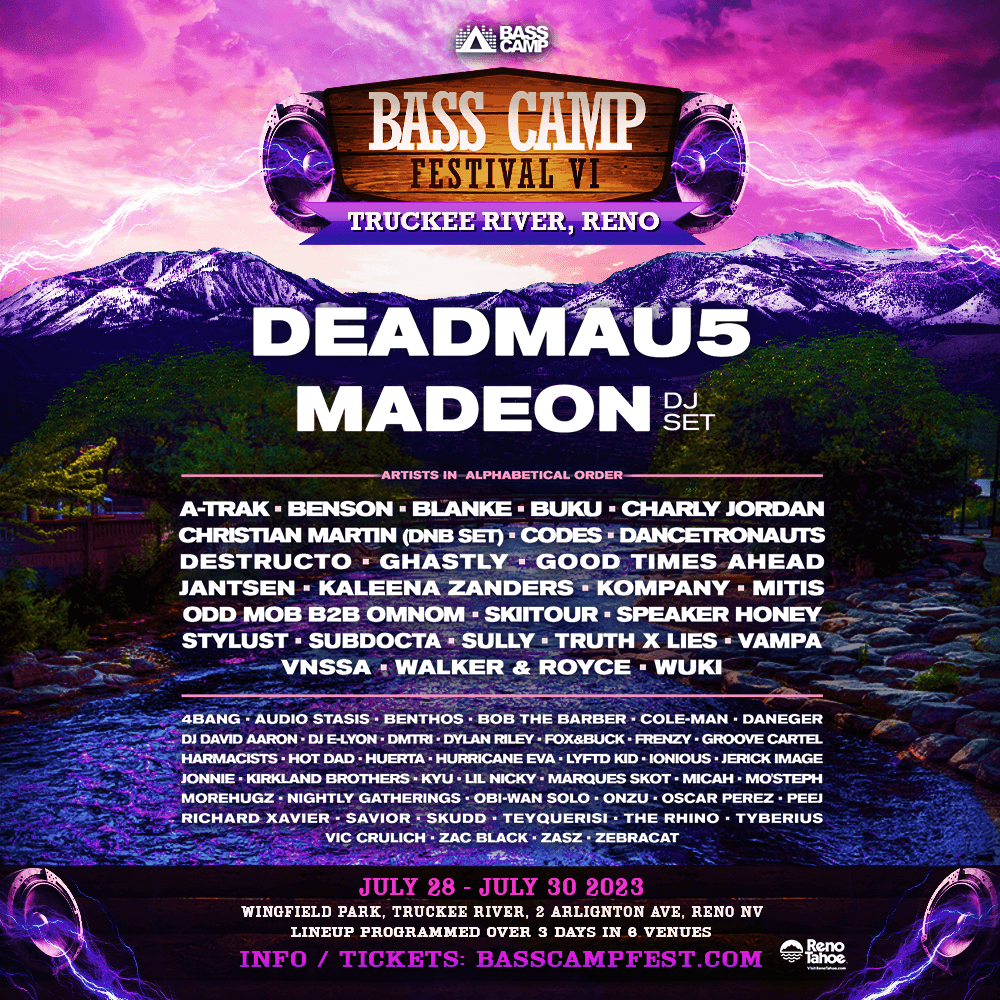 BASS
CAMP
BASS CAMP
FESTIVAL VI
TRUCKEE RIVER, RENO
DEADMAU5
MADEON DJ SET
ARTISTS IN ALPHABETICAL ORDER
A-TRAK ▪ BENSON ▪ BLANKE ▪ BUKU ▪ CHARLY JORDAN
CHRISTIAN MARTIN (DNB SET) ▪ CODES ▪ DANCETRONAUTS
DESTRUCTO ▪ GHASTLY ▪ GOOD TIMES AHEAD
JANTSEN ▪ KALEENA ZANDERS ▪ KOMPANY ▪ MITIS
ODD MOB B2B OMNOM ▪ SKIITOUR ▪ SPEAKER HONEY
STYLUST ▪ SUBDOCTA ▪ SULLY ▪ TRUTH X LIES ▪ VAMPA
VNSSA ▪ WALKER & ROYCE ▪ WUKI
4BANG ▪ AUDIO STASIS ▪ BENTHOS ▪ BOB THE BARBER ▪ COLE-MAN ▪ DANEGER
DJ DAVID AARON ▪ DJ E-LYON ▪ DMTRI ▪ DYLAN RILEY ▪ FOX&BUCK ▪ FRENZY ▪ GROOVE CARTEL
HARMACISTS ▪ HOT DAD ▪ HUERTA ▪ HURRICANE EVA ▪ LYFTD KID ▪ IONIOUS ▪ JERICK IMAGE
JONNIE ▪ KIRKLAND BROTHERS ▪ KYU ▪ LIL NICKY ▪ MARQUES SKOT ▪ MICAH ▪ MO'STEPH
MOREHUGZ ▪ NIGHTLY GATHERINGS ▪ OBI-WAN SOLO ▪ ONZU ▪ OSCAR PEREZ ▪ PEEJ
RICHARD XAVIER ▪ SAVIOR ▪ SKUDD ▪ TEYQUERISI ▪ THE RHINO ▪ TYBERIUS
VIC CRULICH ▪ ZAC BLACK ▪ ZASZ ▪ ZEBRACAT
JULY 28 - JULY 30 2023
WINGFIELD PARK, TRUCKEE RIVER, 2 ARLIGNTON AVE, RENO NV
LINEUP PROGRAMMED OVER 3 DAYS IN 6 VENUES
INFO / TICKETS: BASSCAMPFEST.COM
Reno
Tahoe
VisitRenoTahoe.com